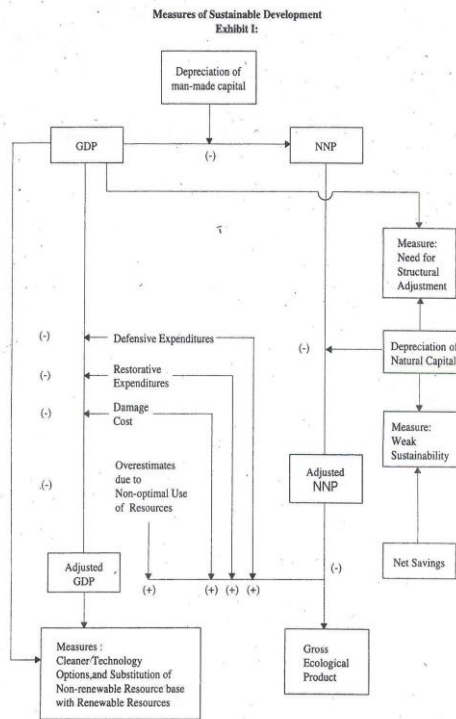 Measures of Sustainable Development
Exhibit I:
Depreciation of
man-made capital
GDP
(-)
NNP
Measure:
Need for
Structural
Adjustment
(-)
Defensive Expenditures
(-)
Depreciation of
Natural Capital
(-)
Restorative
Expenditures
(-)
Damage
Cost
Measure:
Weak
Sustainability
Overestimates
due to
Non-optimal Use
of Resources
(-)
Adjusted
NNP
Adjusted
GDP
(+)
(+)
(+)
(+)
(-)
Net Savings
Measures :
Cleaner/Technology
Options,and Substitution of
Non-renewable Resource base
with Renewable Resources
Gross
Ecological
Product